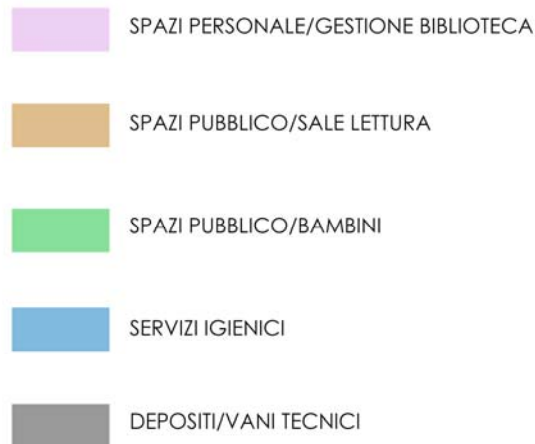 SPAZI PERSONALE/GESTIONE BIBLIOTECA
SPAZI PUBBLICO/SALE LETTURA
SPAZI PUBBLICO/BAMBINI
SERVIZI IGIENICI
DEPOSITI/VANI TECNICI